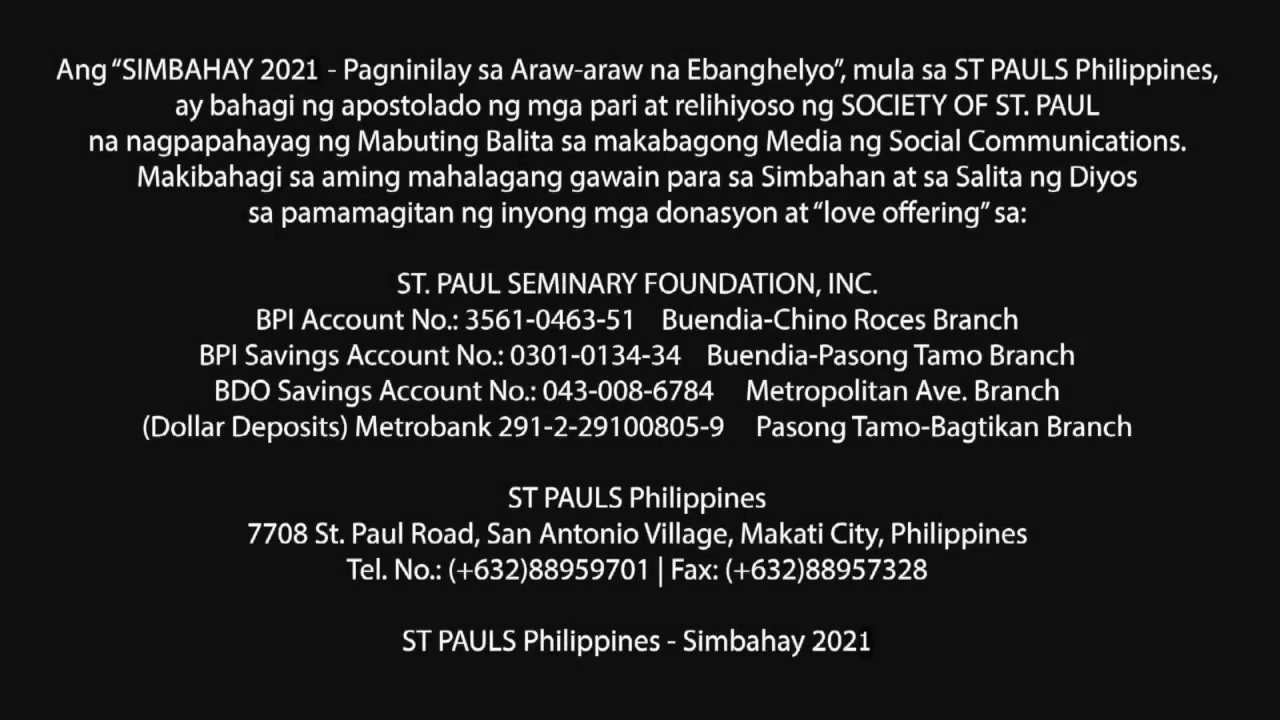 Ang “SIMBAHAY 2021 - Pagninilay sa Araw-araw na Ebanghelyo”, mula sa ST PAULS Philippines,
ay bahagi ng apostolado ng mga pari at relihiyoso ng SOCIETY OF ST. PAUL
na nagpapahayag ng Mabuting Balita sa makabagong Media ng Social Communications.
Makibahagi sa aming mahalagang gawain para sa Simbahan at sa Salita ng Diyos
sa pamamagitan ng inyong mga donasyon at “love offering” sa:
ST. PAUL SEMINARY FOUNDATION, INC.
BPI Account No.: 3561-0463-51 Buendia-Chino Roces Branch
BPI Savings Account No.: 0301-0134-34 Buendia-Pasong Tamo Branch
BDO Savings Account No.: 043-008-6784 Metropolitan Ave. Branch
(Dollar Deposits) Metrobank 291-2-29100805-9 Pasong Tamo-Bagtikan Branch
ST PAULS Philippines
7708 St. Paul Road, San Antonio Village, Makati City, Philippines
Tel. No.: (+632)88959701 | Fax: (+632)88957328
ST PAULS Philippines - Simbahay 2021